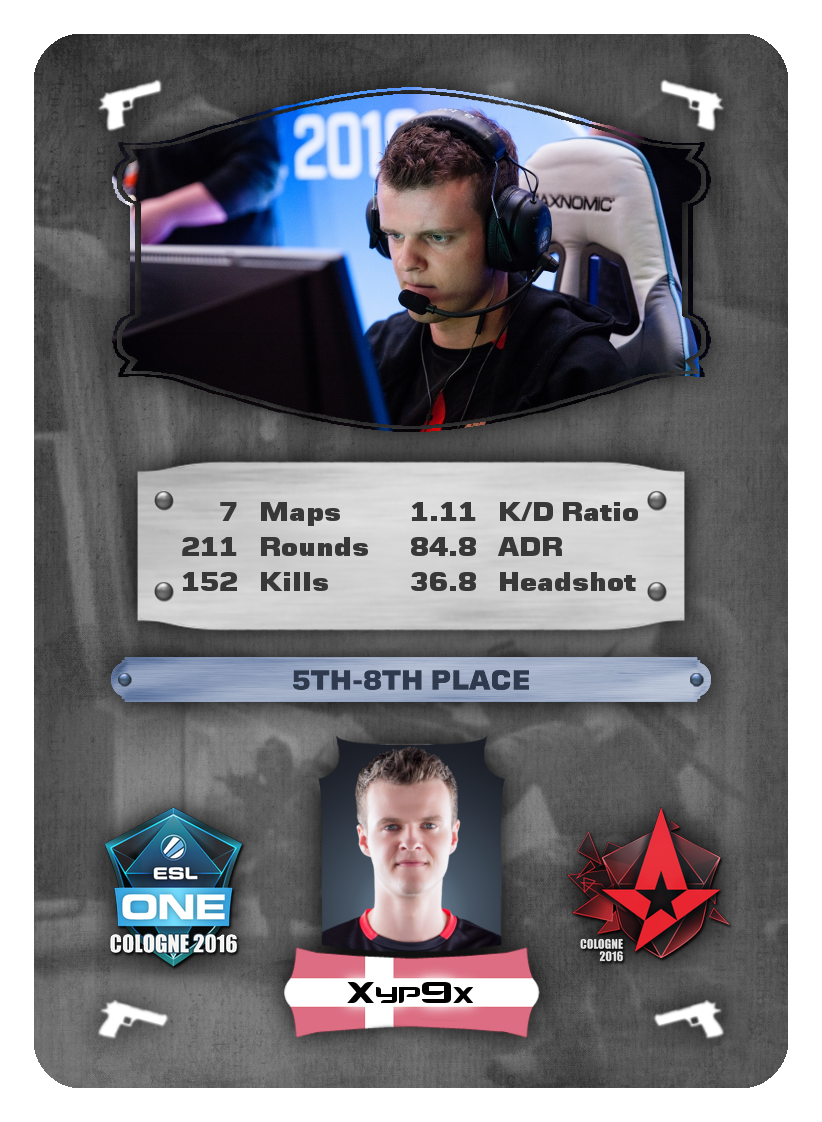 201
AXNOMIC
7 Maps 1.11 K/D Ratio
211 Rounds 84.8 ADR
152 Kills 36.8 Headshot
5TH-8TH PLACE
ESL
ONE
COLOGNE 2016
COLOGNE
2016
Xyp9x